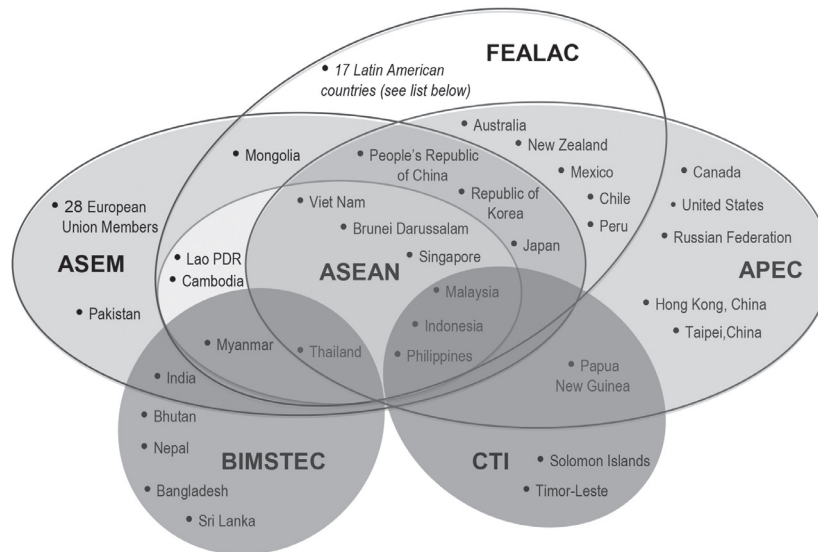 FEALAC
• 17 Latin American
countries (see list below)
• Australia
• New Zealand
• Mongolia
• People's Republic
of China
• Mexico
• Canada
• Republic of
Korea
• Chile
• 28 European
Union Members
• Viet Nam
• United States
• Peru
• Brunei Darussalam
• Japan
• Russian Federation
• Lao PDR
• Singapore
ASEM
ASEAN
APEC
• Cambodia
• Malaysia
• Hong Kong, China
• Pakistan
• Indonesia
• Taipei,China
• Myanmar
• Thailand
• Philippines
• Papua
New Guinea
• India
• Bhutan
• Nepal
BIMSTEC
CTI
• Solomon Islands
• Bangladesh
• Timor-Leste
• Sri Lanka